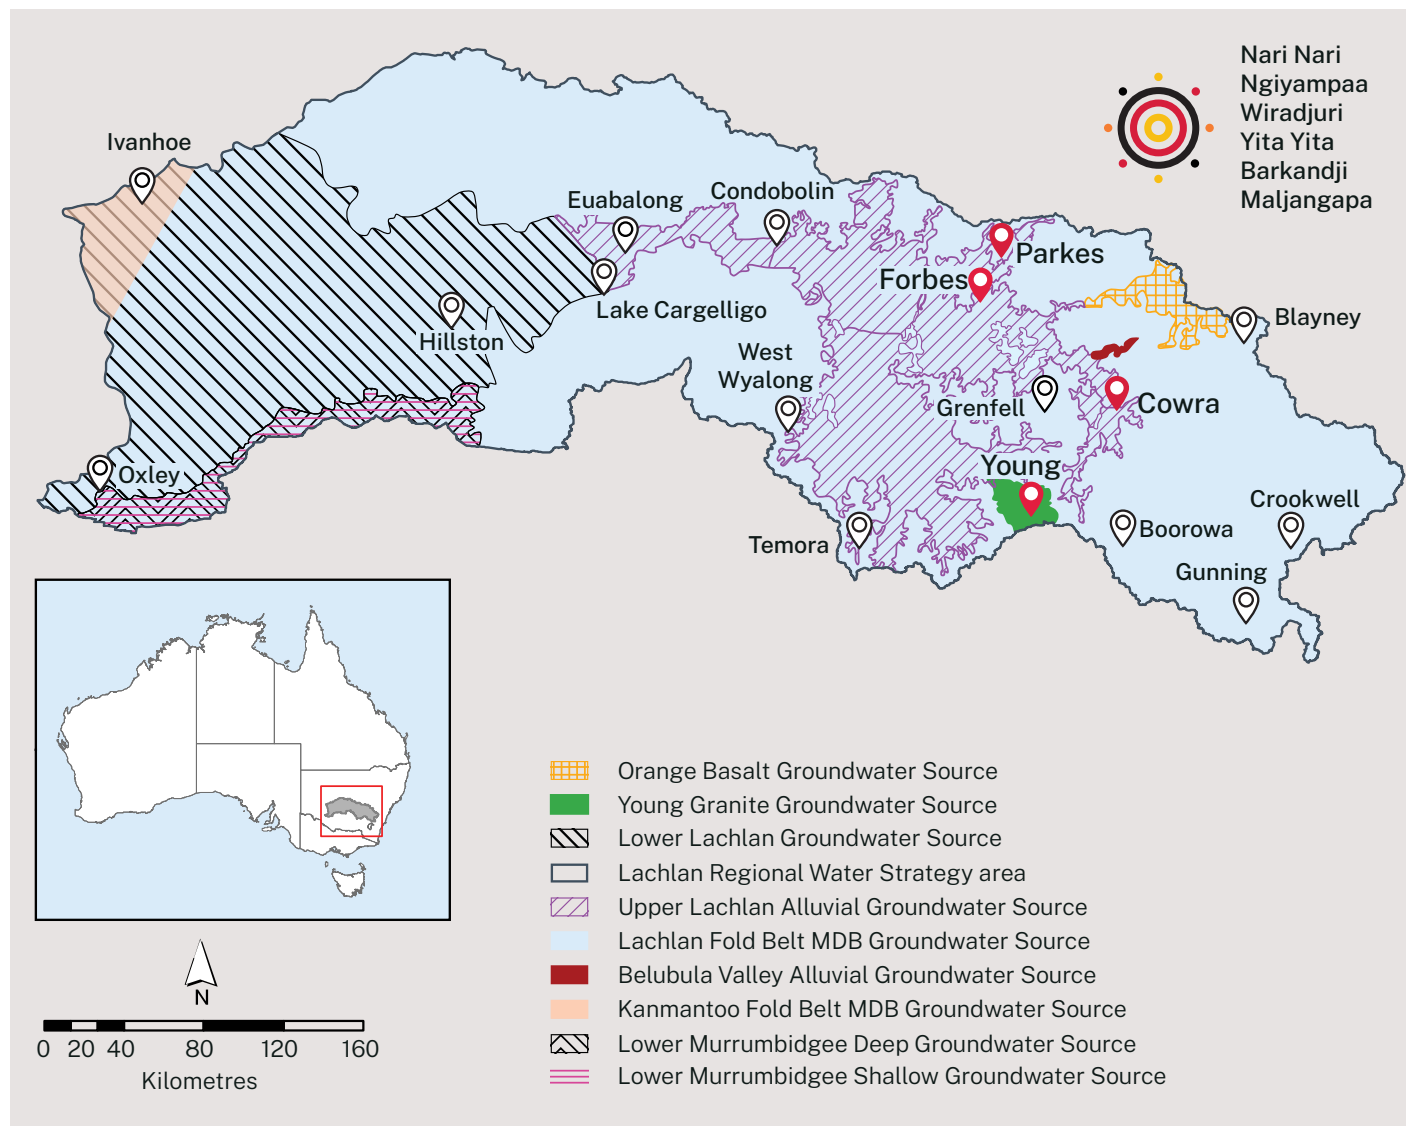 Nari Nari
Ngiyampaa
Wiradjuri
Yita Yita
Barkandji
Maljangapa
Ivanhoe
Euabalong
Condobolin
Parkes
Forbes
Lake Cargelligo
Blayney
Hillston
West
Wyalong
Grenfell
Cowra
Oxley
Young
Crookwell
Boorowa
Temora
Gunning
Orange Basalt Groundwater Source
Young Granite Groundwater Source
Lower Lachlan Groundwater Source
Lachlan Regional Water Strategy area
Upper Lachlan Alluvial Groundwater Source
Lachlan Fold Belt MDB Groundwater Source
Belubula Valley Alluvial Groundwater Source
Kanmantoo Fold Belt MDB Groundwater Source
Lower Murrumbidgee Deep Groundwater Source
Lower Murrumbidgee Shallow Groundwater Source
N
0 20 40 80 120 160
Kilometres